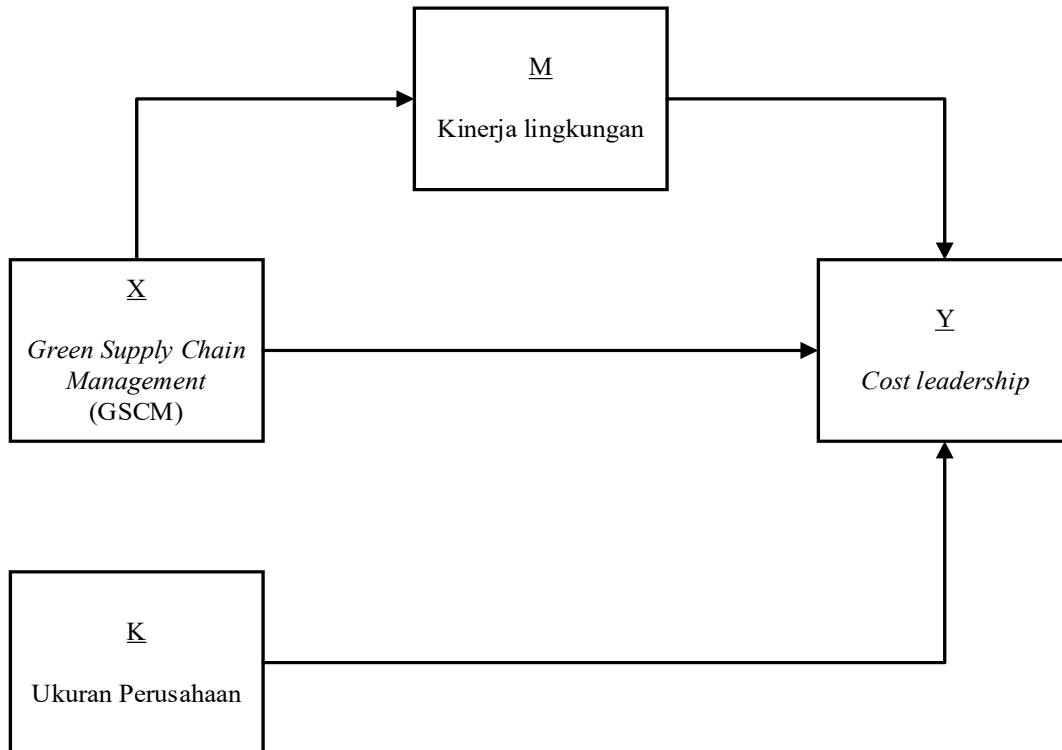 M
Kinerja lingkungan
X
Green Supply Chain
Management
(GSCM)
Y
Cost leadership
K
Ukuran Perusahaan